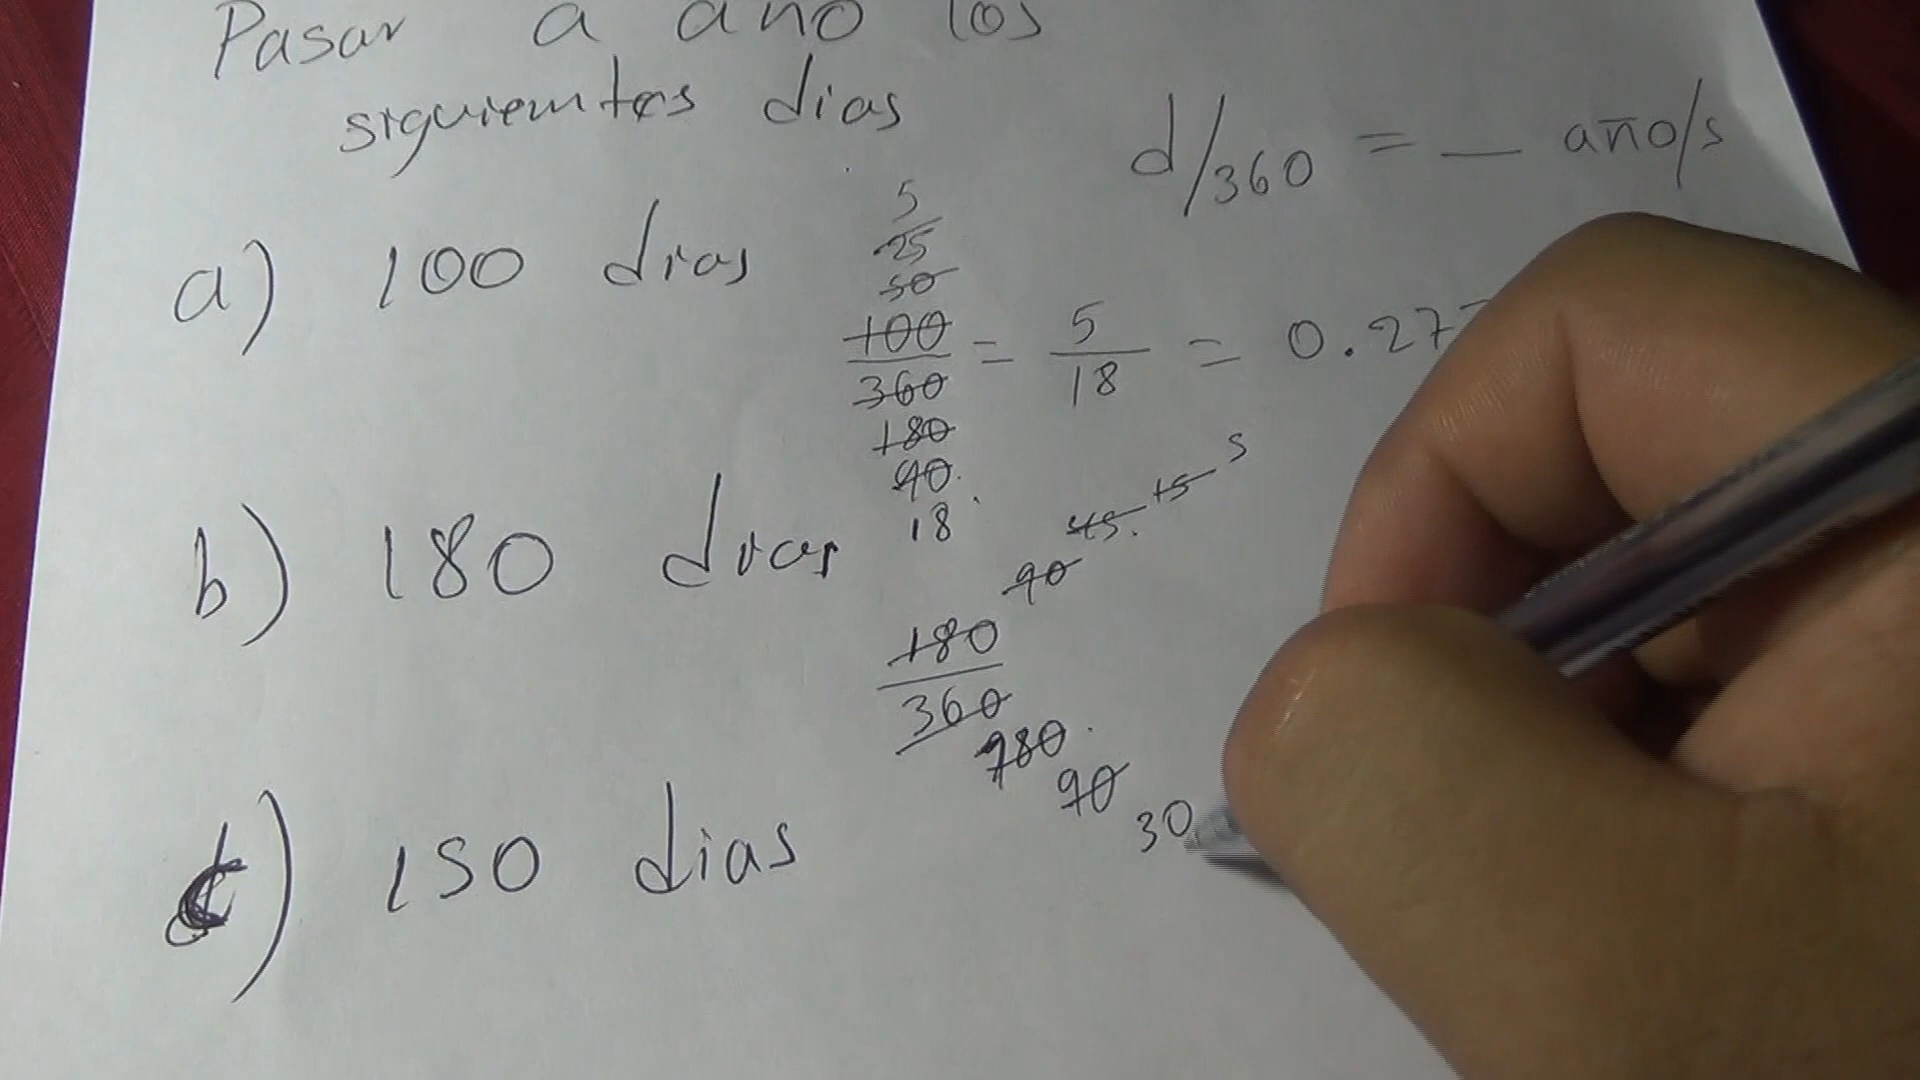 Pasar a año los
siguientes dias
d/360 = __ año/s
a) 100 dias
5
25
50
100/360 = 5/18 = 0.27
180
90
18
b) 180 dias
180/360
90 45 15 5
180 90 30
c) 150 dias